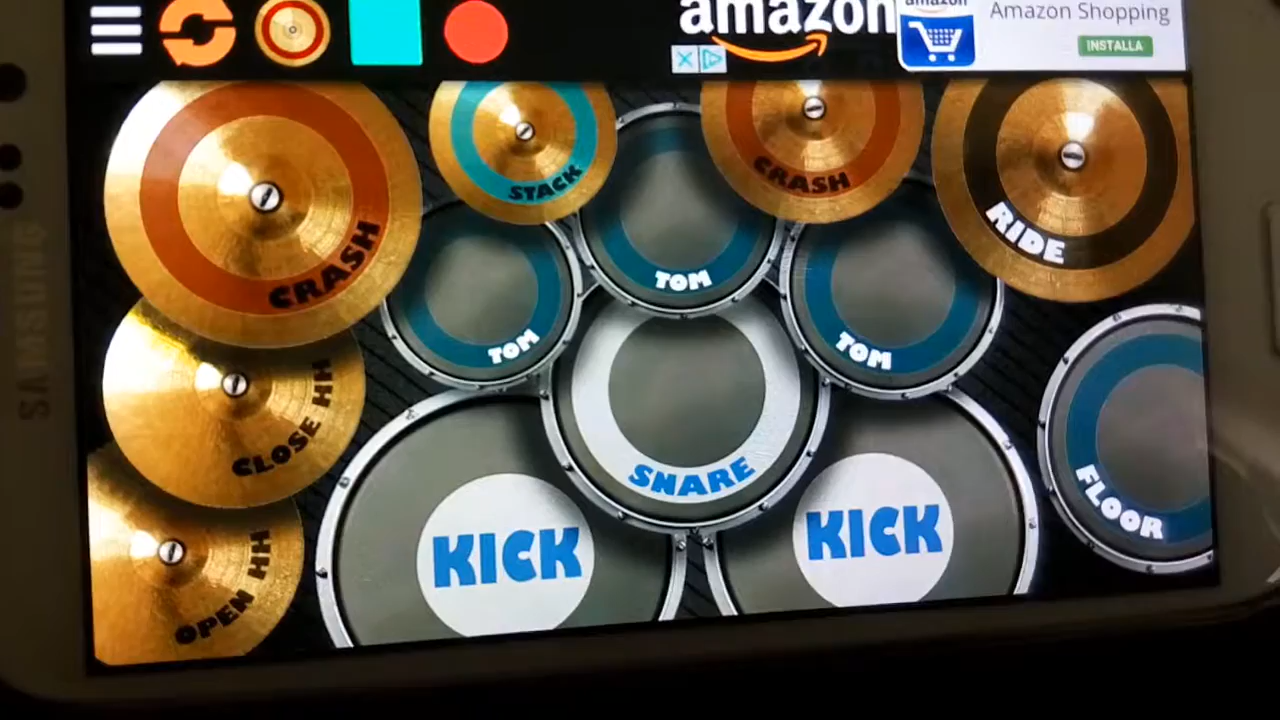 amazon
amazon
Amazon Shopping
INSTALLA
STACK
CRASH
CRASH
RIDE
TOM
TOM
TOM
CLOSE HH
SNARE
FLOOR
KICK
KICK
OPEN HH
SAMSUNG